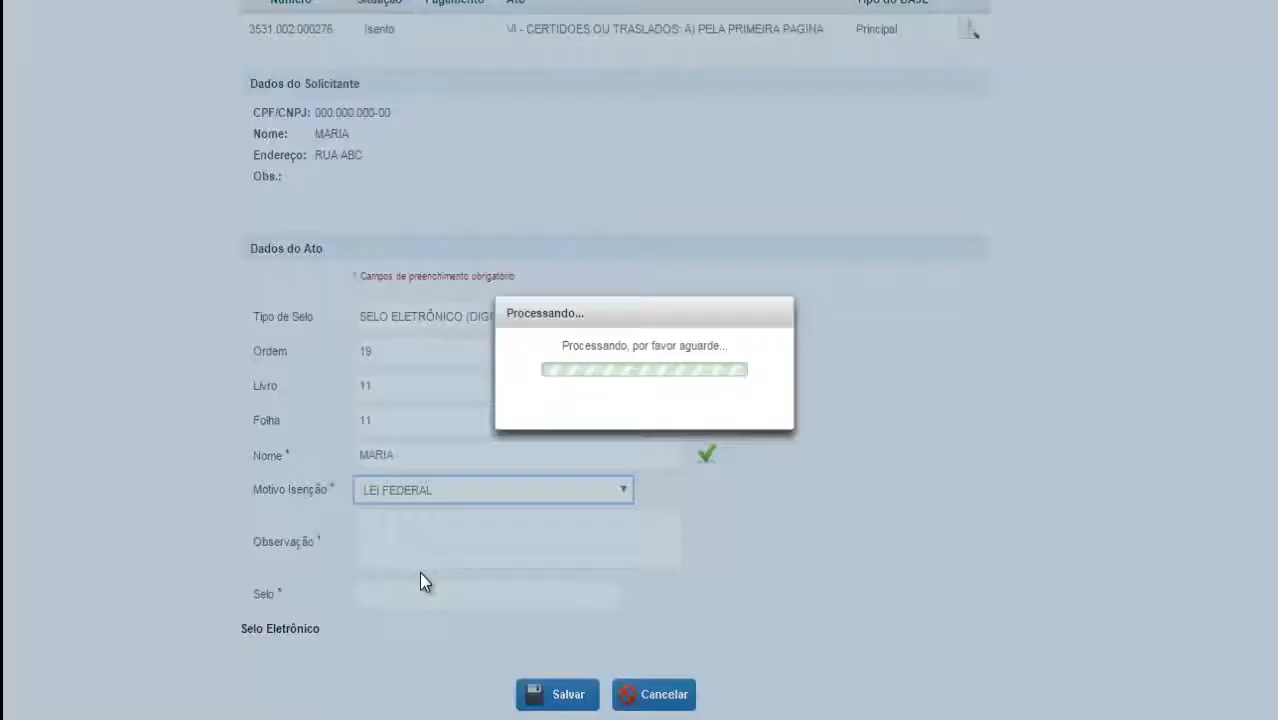 Número Situação Pagamento Ato Tipo do DAJE
3531.002.000276 Isento VI - CERTIDOES OU TRASLADOS: A) PELA PRIMEIRA PAGINA Principal
Dados do Solicitante
CPF/CNPJ: 000.000.000-00
Nome: MARIA
Endereço: RUA ABC
Obs.:
Dados do Ato
* Campos de preenchimento obrigatório
Processando...
Tipo de Selo SELO ELETRÔNICO (DIGI
Processando, por favor aguarde...
Ordem 19
Livro 11
Folha 11
Nome * MARIA
Motivo Isenção * LEI FEDERAL
Observação *
Selo *
Selo Eletrônico
Salvar Cancelar